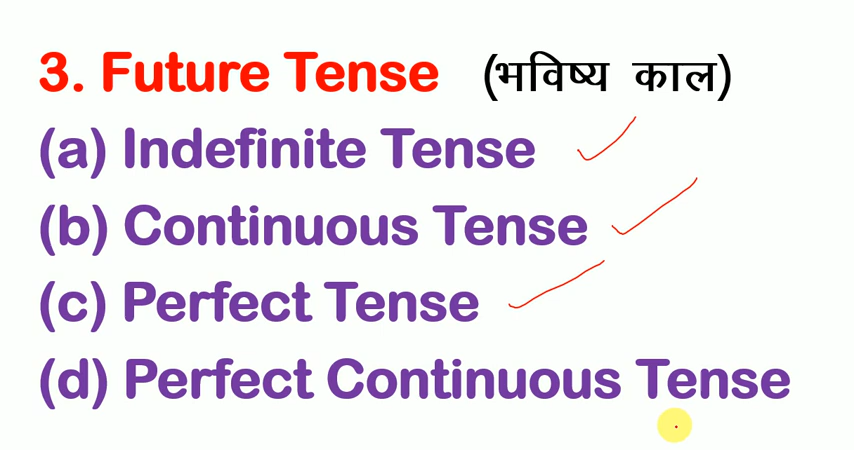 3. Future Tense (भविष्य काल)
(a) Indefinite Tense
(b) Continuous Tense
(c) Perfect Tense
(d) Perfect Continuous Tense